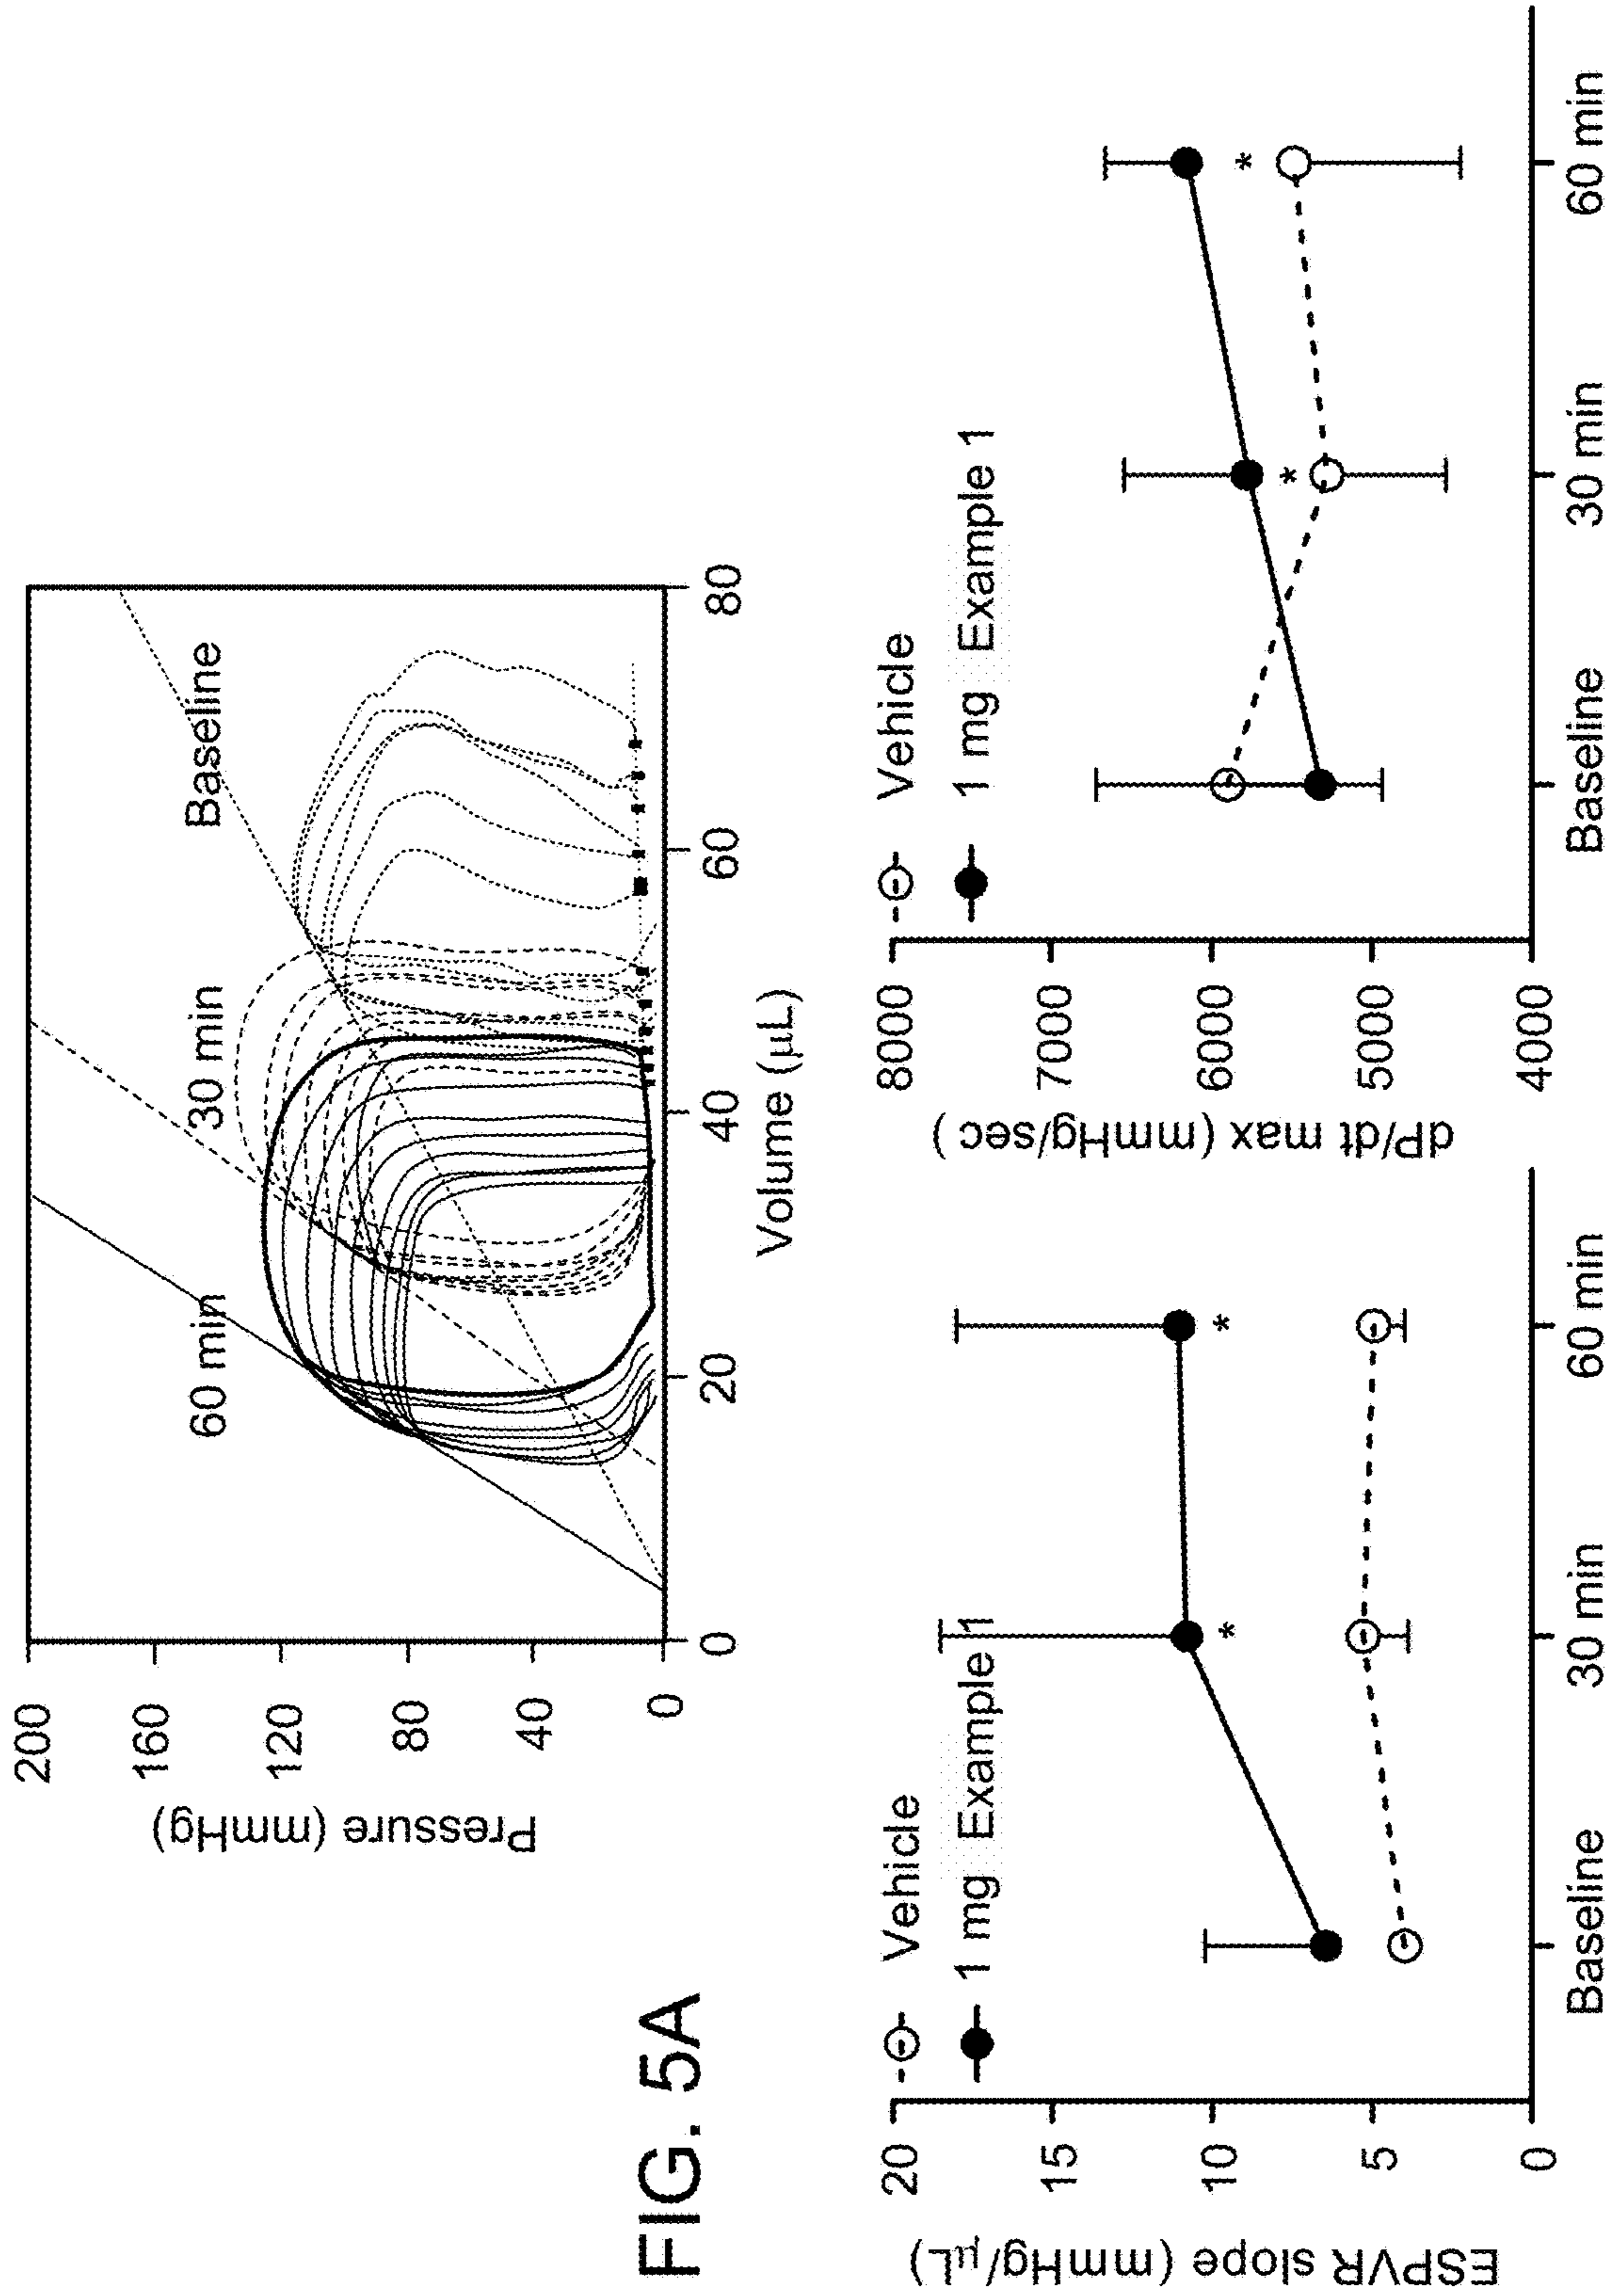 FIG. 5A
Pressure (mmHg)
200
160
120
80
40
0
60 min
30 min
Baseline
0
20
40
60
80
Volume (µL)
ESPVR slope (mmHg/µL)
20
15
10
5
0
Vehicle
1 mg Example 1
*
*
Baseline
30 min
60 min
dP/dt max (mmHg/sec)
8000
7000
6000
5000
4000
Vehicle
1 mg Example 1
*
*
Baseline
30 min
60 min